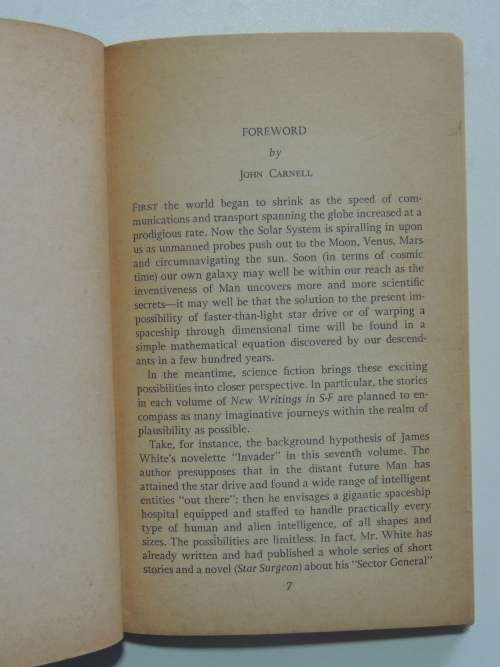 FOREWORD
by
JOHN CARNELL
FIRST the world began to shrink as the speed of com-
munications and transport spanning the globe increased at a
prodigious rate. Now the Solar System is spiralling in upon
us as unmanned probes push out to the Moon, Venus, Mars
and circumnavigating the sun. Soon (in terms of cosmic
time) our own galaxy may well be within our reach as the
inventiveness of Man uncovers more and more scientific
secrets—it may well be that the solution to the present im-
possibility of faster-than-light star drive or of warping a
spaceship through dimensional time will be found in a
simple mathematical equation discovered by our descend-
ants in a few hundred years.
In the meantime, science fiction brings these exciting
possibilities into closer perspective. In particular, the stories
in each volume of New Writings in S-F are planned to en-
compass as many imaginative journeys within the realm of
plausibility as possible.
Take, for instance, the background hypothesis of James
White's novelette "Invader" in this seventh volume. The
author presupposes that in the distant future Man has
attained the star drive and found a wide range of intelligent
entities "out there"; then he envisages a gigantic spaceship
hospital equipped and staffed to handle practically every
type of human and alien intelligence, of all shapes and
sizes. The possibilities are limitless. In fact, Mr. White has
already written and had published a whole series of short
stories and a novel (Star Surgeon) about his "Sector General"
7